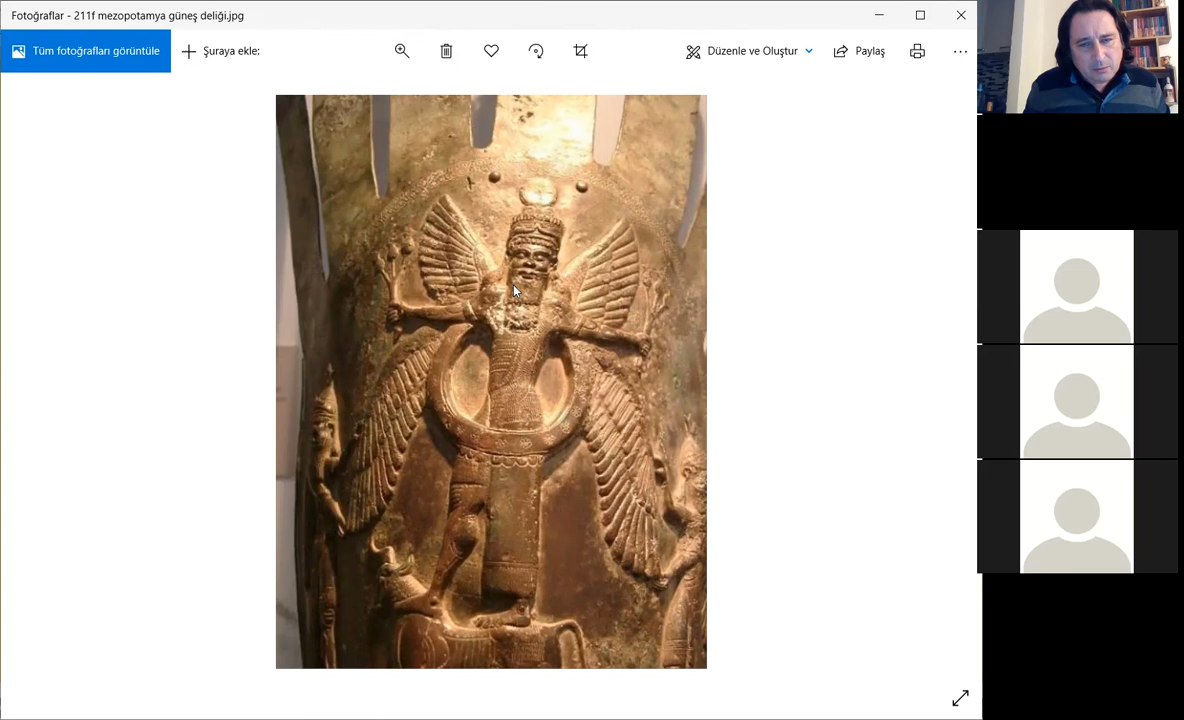 Fotoğraflar - 211f mezopotamya güneş deliği.jpg
Tüm fotoğrafları görüntüle
Şuraya ekle:
Düzenle ve Oluştur
Paylaş